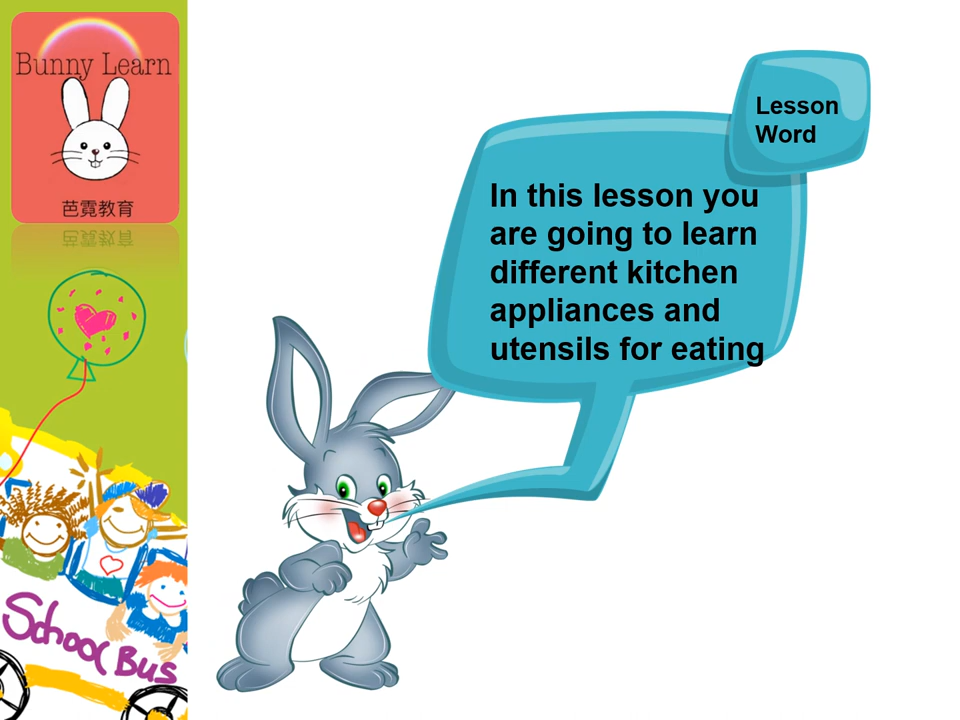 Bunny Learn
芭霓教育
School Bus
Lesson
Word
In this lesson you
are going to learn
different kitchen
appliances and
utensils for eating